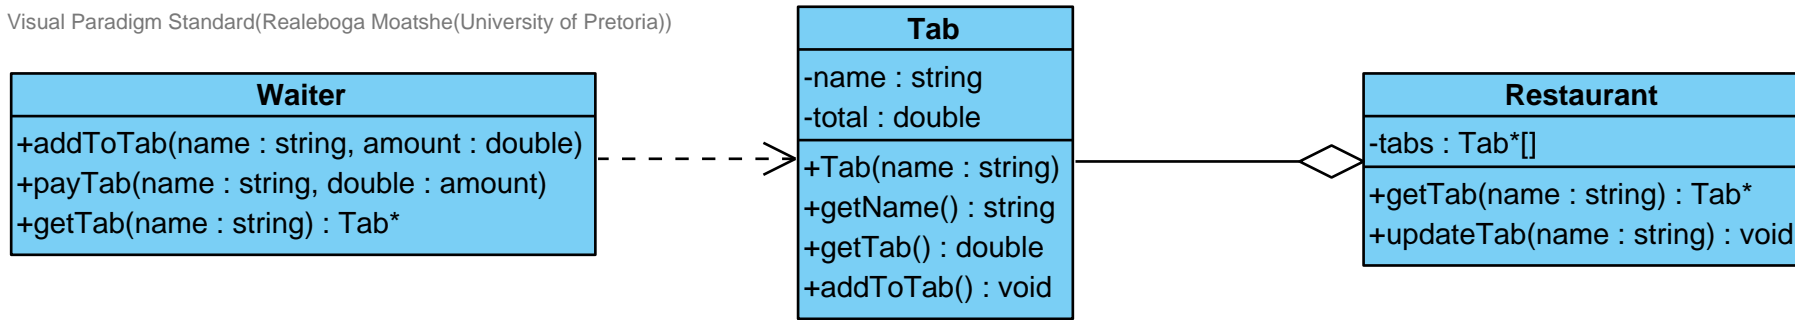 Visual Paradigm Standard(Realeboga Moatshe(University of Pretoria))
Waiter
+addToTab(name : string, amount : double)
+payTab(name : string, double : amount)
+getTab(name : string) : Tab*
Tab
-name : string
-total : double
+Tab(name : string)
+getName() : string
+getTab() : double
+addToTab() : void
Restaurant
-tabs : Tab*[]
+getTab(name : string) : Tab*
+updateTab(name : string) : void